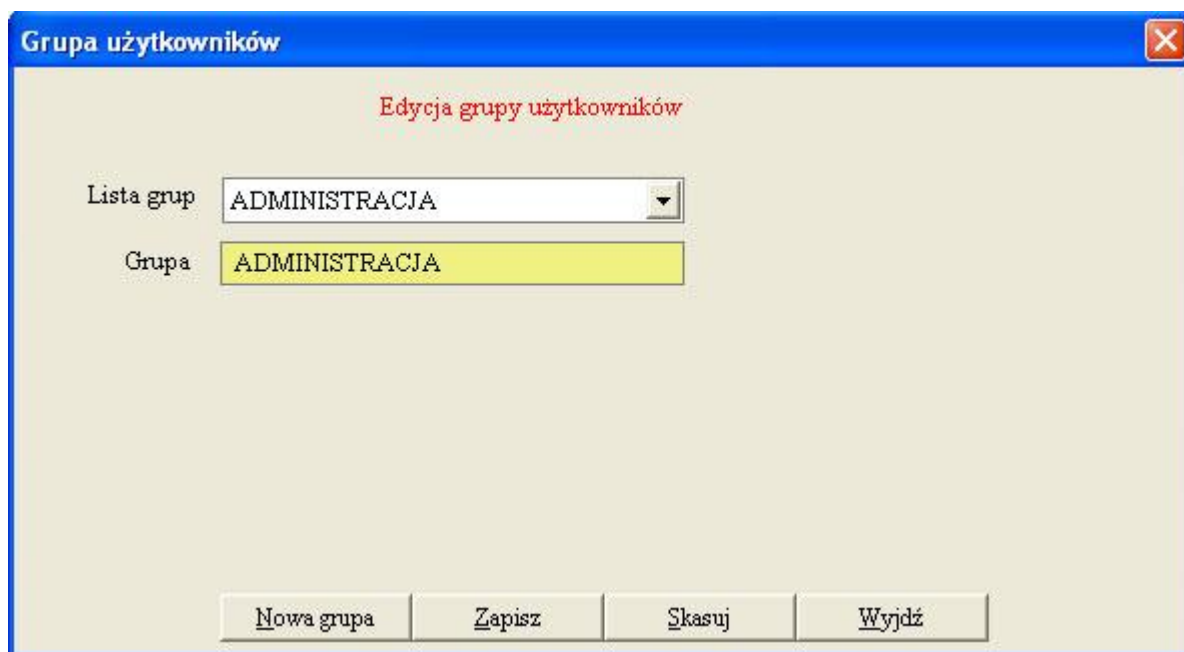 Grupa użytkowników
Edycja grupy użytkowników
Lista grup ADMINISTRACJA
Grupa ADMINISTRACJA
Nowa grupa Zapisz Skasuj Wyjdź